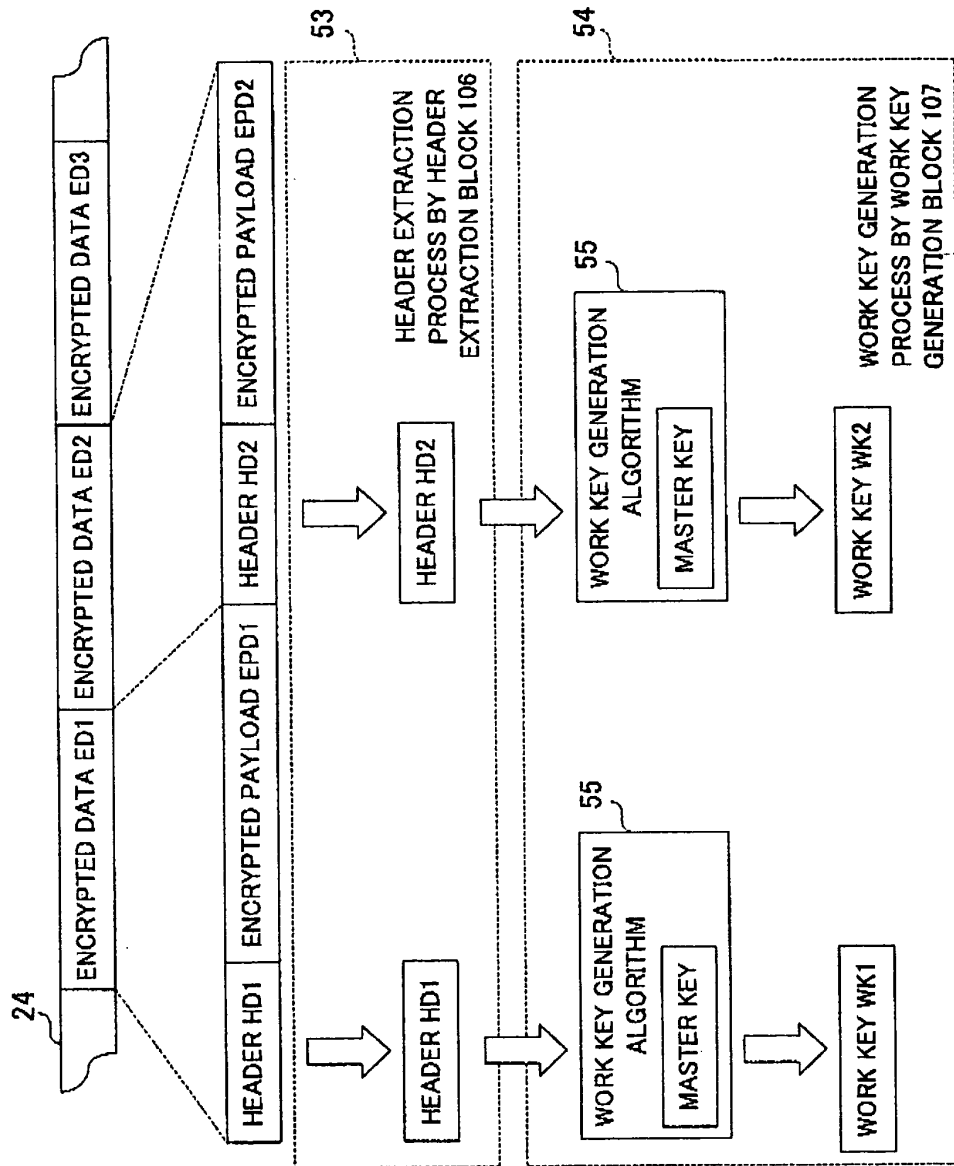 24
ENCRYPTED DATA ED1
ENCRYPTED DATA ED2
ENCRYPTED DATA ED3
HEADER HD1
ENCRYPTED PAYLOAD EPD1
HEADER HD2
ENCRYPTED PAYLOAD EPD2
53
HEADER HD1
HEADER HD2
HEADER EXTRACTION
PROCESS BY HEADER
EXTRACTION BLOCK 106
54
55
WORK KEY GENERATION
ALGORITHM
MASTER KEY
55
WORK KEY GENERATION
ALGORITHM
MASTER KEY
WORK KEY WK1
WORK KEY WK2
WORK KEY GENERATION
PROCESS BY WORK KEY
GENERATION BLOCK 107